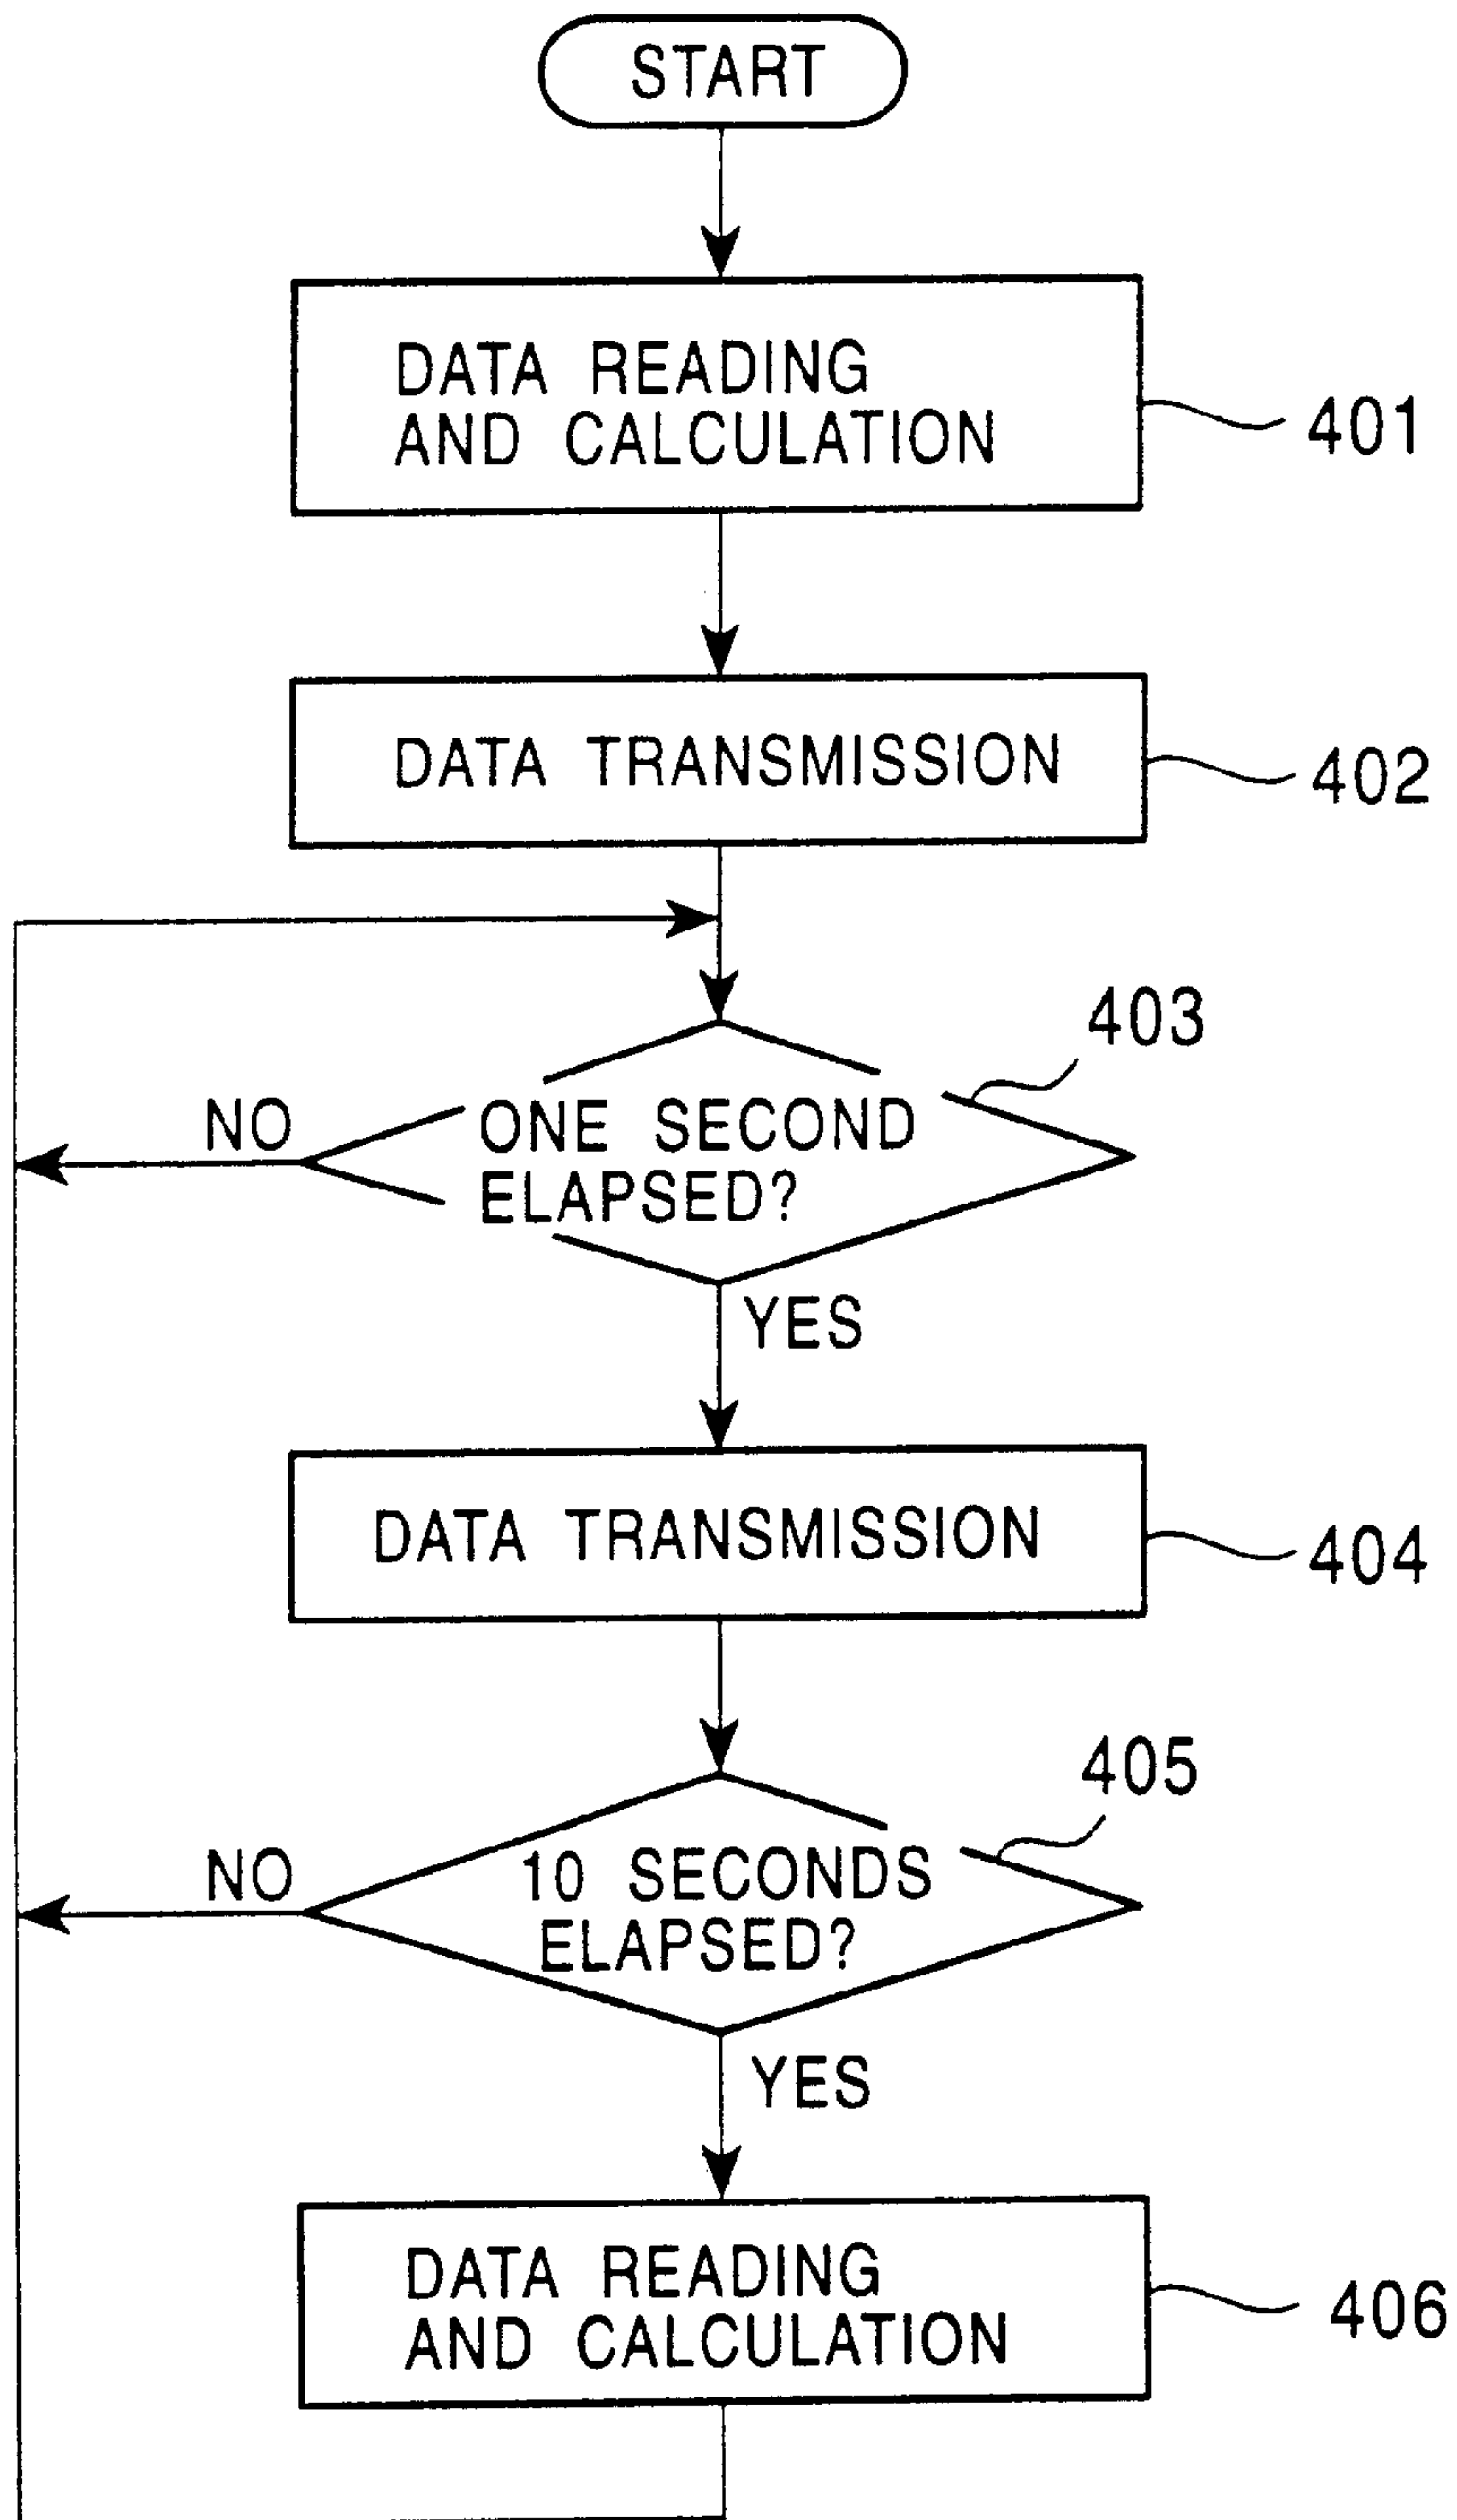 START
DATA READING
AND CALCULATION
401
DATA TRANSMISSION
402
403
NO
ONE SECOND
ELAPSED?
YES
DATA TRANSMISSION
404
405
NO
10 SECONDS
ELAPSED?
YES
DATA READING
AND CALCULATION
406